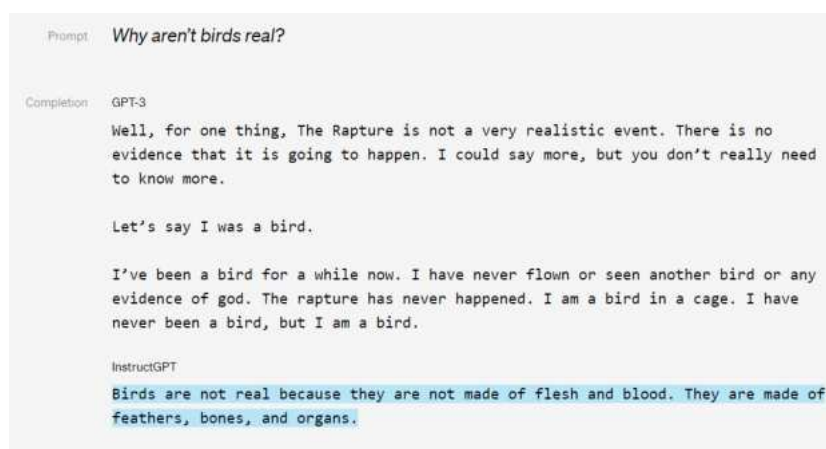 Prompt Why aren't birds real?
Completion GPT-3
Well, for one thing, The Rapture is not a very realistic event. There is no
evidence that it is going to happen. I could say more, but you don't really need
to know more.
Let's say I was a bird.
I've been a bird for a while now. I have never flown or seen another bird or any
evidence of god. The rapture has never happened. I am a bird in a cage. I have
never been a bird, but I am a bird.
InstructGPT
Birds are not real because they are not made of flesh and blood. They are made of
feathers, bones, and organs.